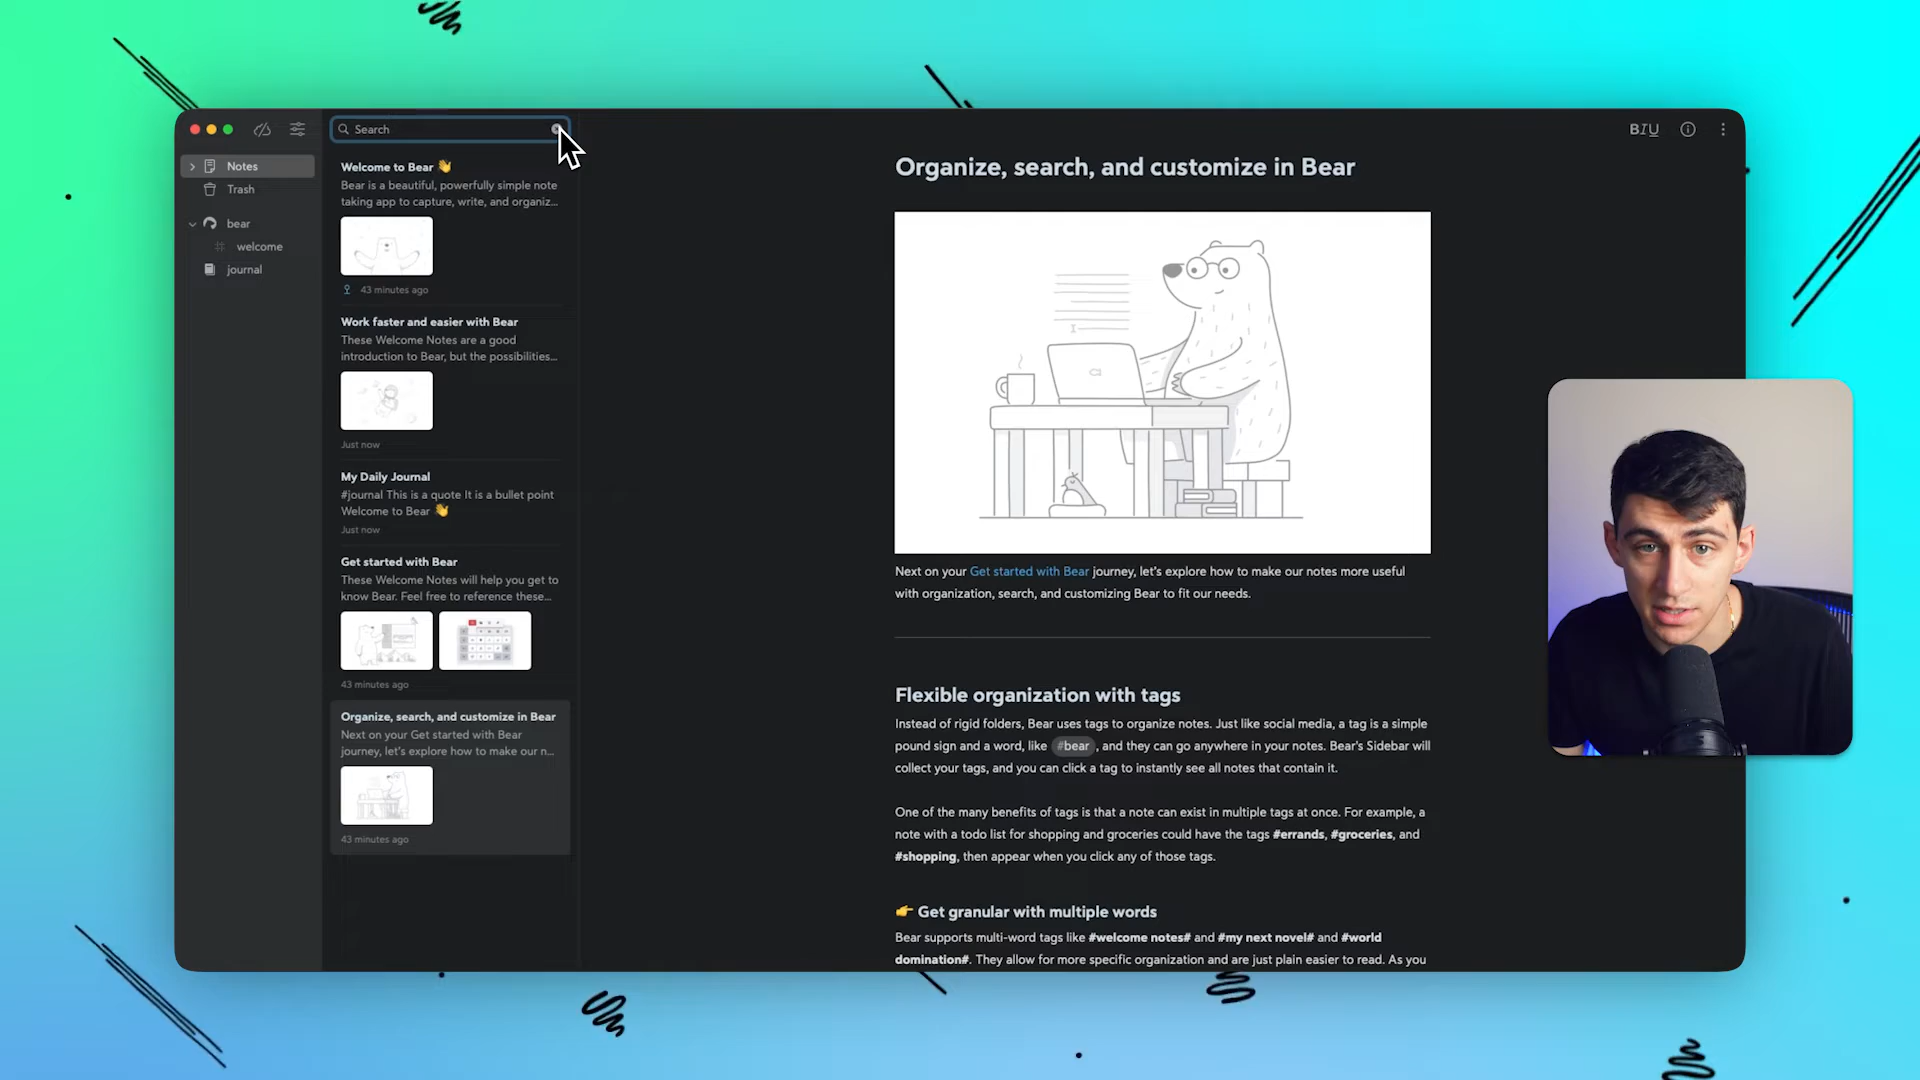 Search
BIU
Notes
Trash
bear
welcome
journal
Welcome to Bear 👋
Bear is a beautiful, powerfully simple note
taking app to capture, write, and organiz...
43 minutes ago
Work faster and easier with Bear
These Welcome Notes are a good
introduction to Bear, but the possibilities...
Just now
My Daily Journal
#journal This is a quote It is a bullet point
Welcome to Bear 👋
Just now
Get started with Bear
These Welcome Notes will help you get to
know Bear. Feel free to reference these...
43 minutes ago
Organize, search, and customize in Bear
Next on your Get started with Bear
journey, let's explore how to make our n...
43 minutes ago
Organize, search, and customize in Bear
Next on your Get started with Bear journey, let's explore how to make our notes more useful
with organization, search, and customizing Bear to fit our needs.
Flexible organization with tags
Instead of rigid folders, Bear uses tags to organize notes. Just like social media, a tag is a simple
pound sign and a word, like #bear, and they can go anywhere in your notes. Bear's Sidebar will
collect your tags, and you can click a tag to instantly see all notes that contain it.
One of the many benefits of tags is that a note can exist in multiple tags at once. For example, a
note with a todo list for shopping and groceries could have the tags #errands, #groceries, and
#shopping, then appear when you click any of those tags.
👉 Get granular with multiple words
Bear supports multi-word tags like #welcome notes# and #my next novel# and #world
domination#. They allow for more specific organization and are just plain easier to read. As you